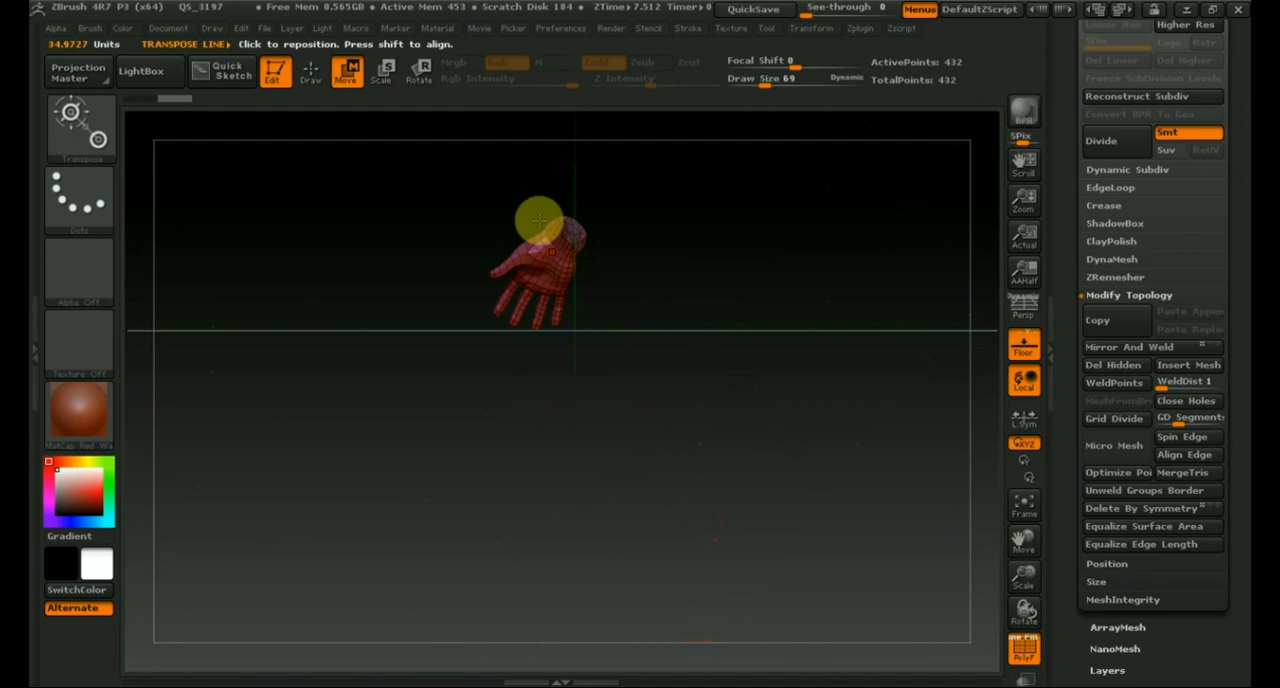 ZBrush 4R7 P3 (x64) QS_3197 • Free Mem 0.565GB • Active Mem 453 • Scratch Disk 184 • ZTime▸7.512 Timer▸0 QuickSave See-through 0 Menus DefaultZScript
Alpha Brush Color Document Draw Edit File Layer Light Macro Marker Material Movie Picker Preferences Render Stencil Stroke Texture Tool Transform Zplugin Zscript
34.9727 Units TRANSPOSE LINE▸ Click to reposition. Press shift to align.
Projection Master
LightBox
Quick Sketch
Edit
Draw
Move
Scale
Rotate
Mrgb Rgb M Zadd Zsub Zcut
Rgb Intensity Z Intensity
Focal Shift 0
Draw Size 69 Dynamic
ActivePoints: 432
TotalPoints: 432
Transpose
Dots
Alpha Off
Texture Off
MatCap Red Wa
Gradient
SwitchColor
Alternate
BPR
SPix
Scroll
Zoom
Actual
AAHalf
Dynamic
Persp
Floor
Local
L.Sym
XYZ
Frame
Move
Scale
Rotate
PolyF
Lower Res Higher Res
SDiv Cage Rstr
Del Lower Del Higher
Freeze SubDivision Levels
Reconstruct Subdiv
Convert BPR To Geo
Divide
Smt
Suv ReUV
Dynamic Subdiv
EdgeLoop
Crease
ShadowBox
ClayPolish
DynaMesh
ZRemesher
Modify Topology
Copy
Paste Appen
Paste Repla
Mirror And Weld
Del Hidden Insert Mesh
WeldPoints WeldDist 1
MeshFromBr Close Holes
Grid Divide GD Segment
Micro Mesh
Spin Edge
Align Edge
Optimize Poi MergeTris
Unweld Groups Border
Delete By Symmetry
Equalize Surface Area
Equalize Edge Length
Position
Size
MeshIntegrity
ArrayMesh
NanoMesh
Layers